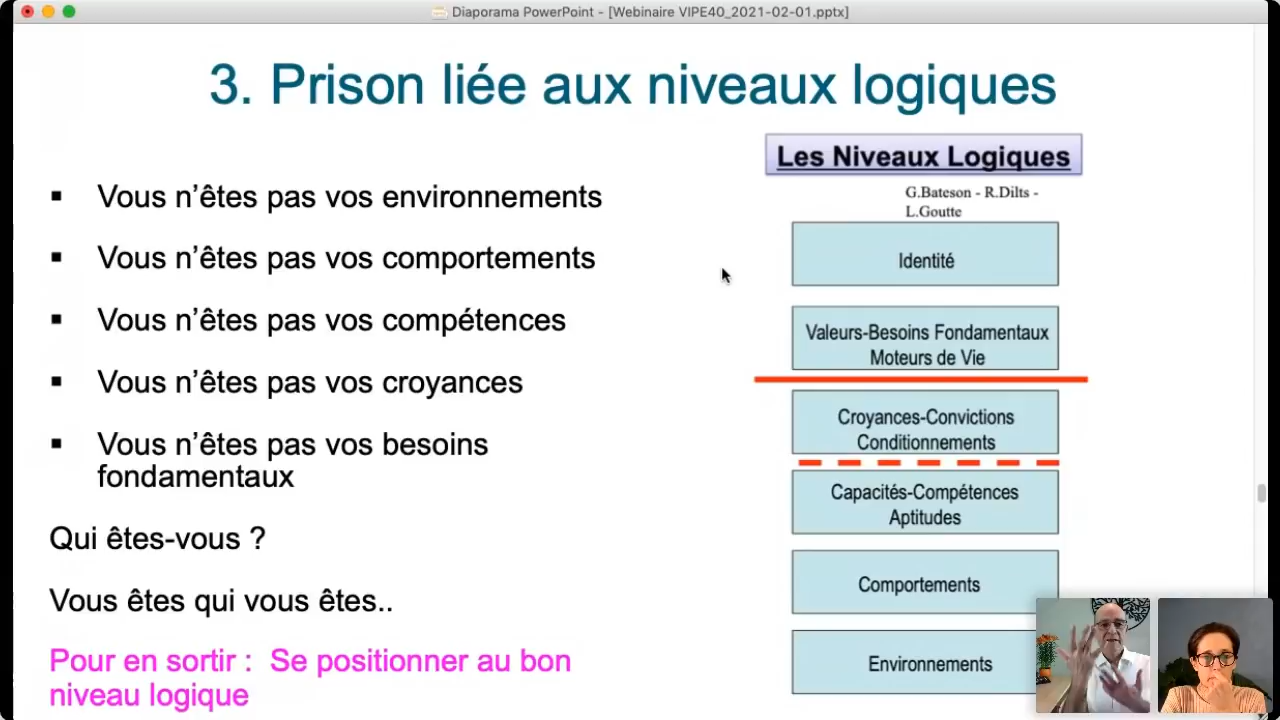 Diaporama PowerPoint - [Webinaire VIPE40_2021-02-01.pptx]
3. Prison liée aux niveaux logiques
▪ Vous n’êtes pas vos environnements
▪ Vous n’êtes pas vos comportements
▪ Vous n’êtes pas vos compétences
▪ Vous n’êtes pas vos croyances
▪ Vous n’êtes pas vos besoins
fondamentaux
Qui êtes-vous ?
Vous êtes qui vous êtes..
Pour en sortir : Se positionner au bon
niveau logique
Les Niveaux Logiques
G.Bateson - R.Dilts -
L.Goutte
Identité
Valeurs-Besoins Fondamentaux
Moteurs de Vie
Croyances-Convictions
Conditionnements
Capacités-Compétences
Aptitudes
Comportements
Environnements